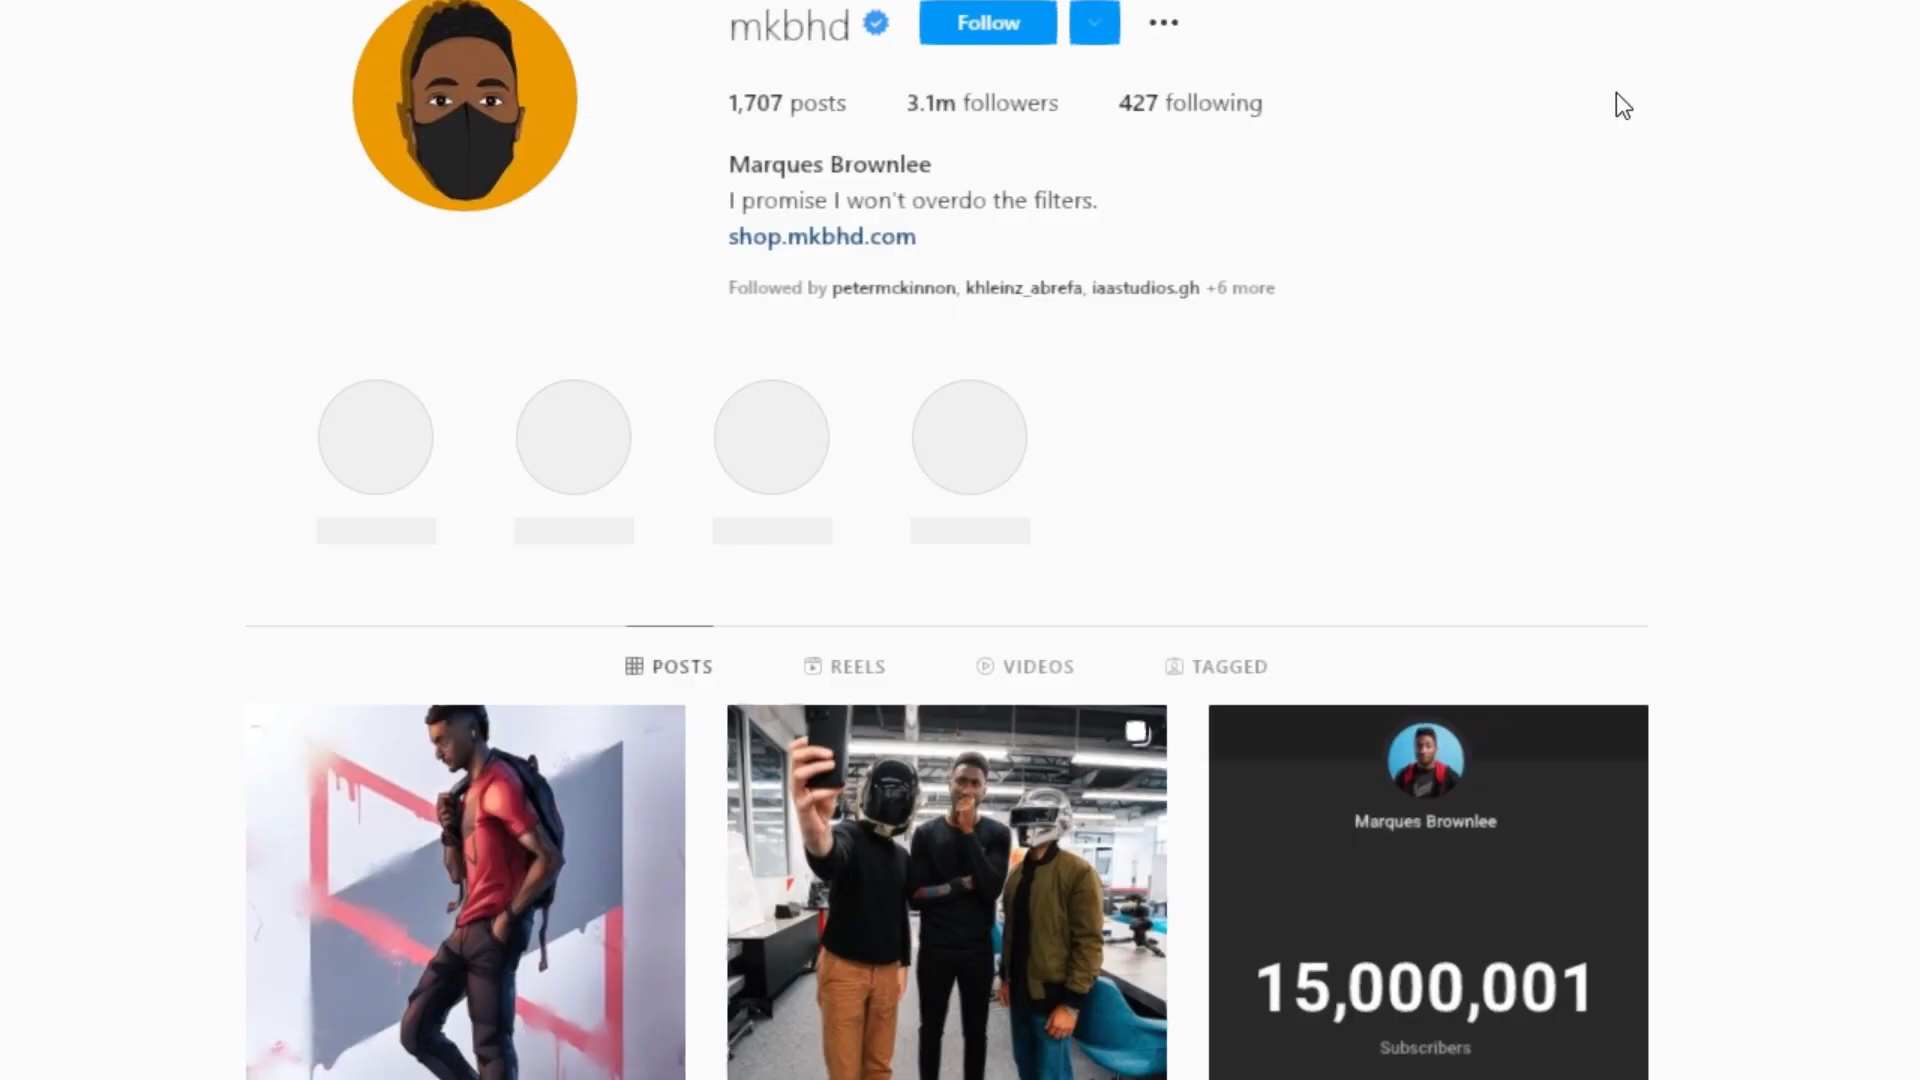 mkbhd Follow
1,707 posts 3.1m followers 427 following
Marques Brownlee
I promise I won't overdo the filters.
shop.mkbhd.com
Followed by petermckinnon, khleinz_abrefa, iaastudios.gh +6 more
POSTS REELS VIDEOS TAGGED
Marques Brownlee
15,000,001
Subscribers